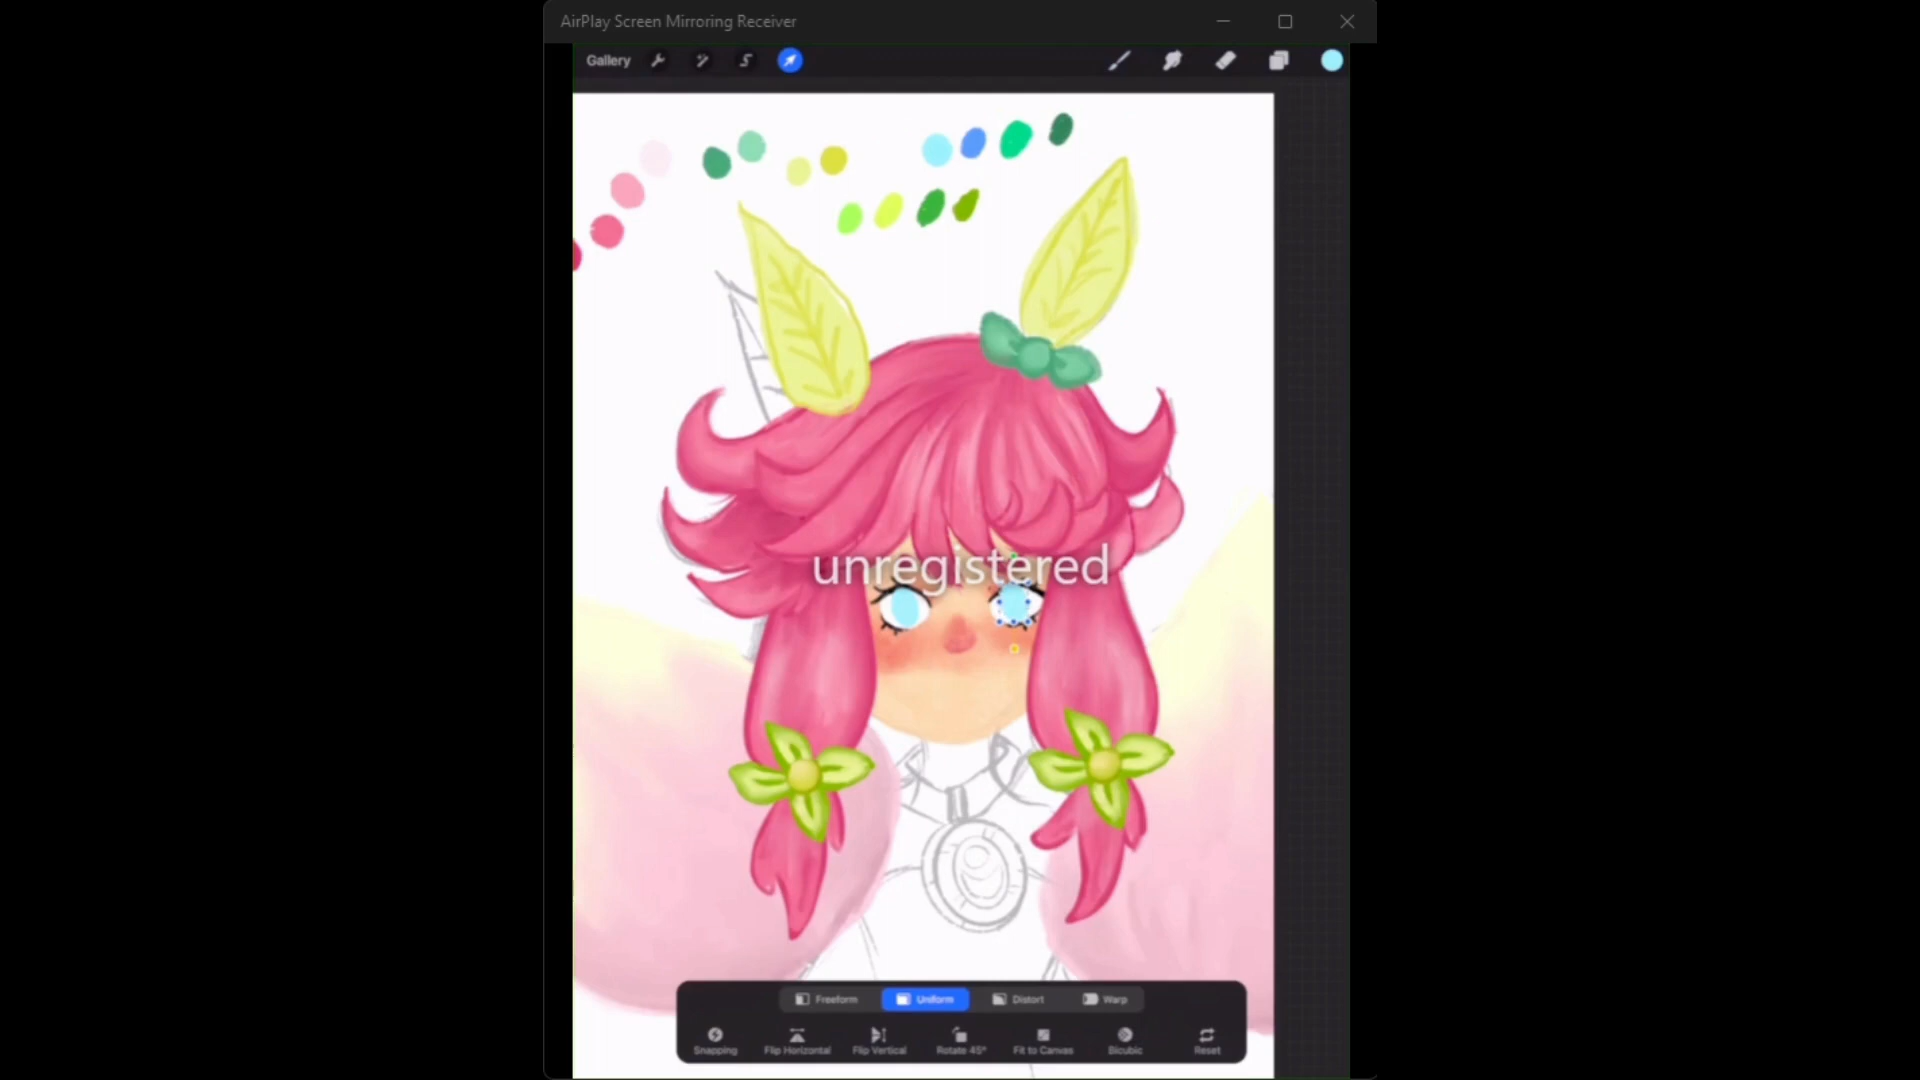 AirPlay Screen Mirroring Receiver
Gallery
unregistered
Freeform Uniform Distort Warp
Snapping Flip Horizontal Flip Vertical Rotate 45° Fit to Canvas Bicubic Reset